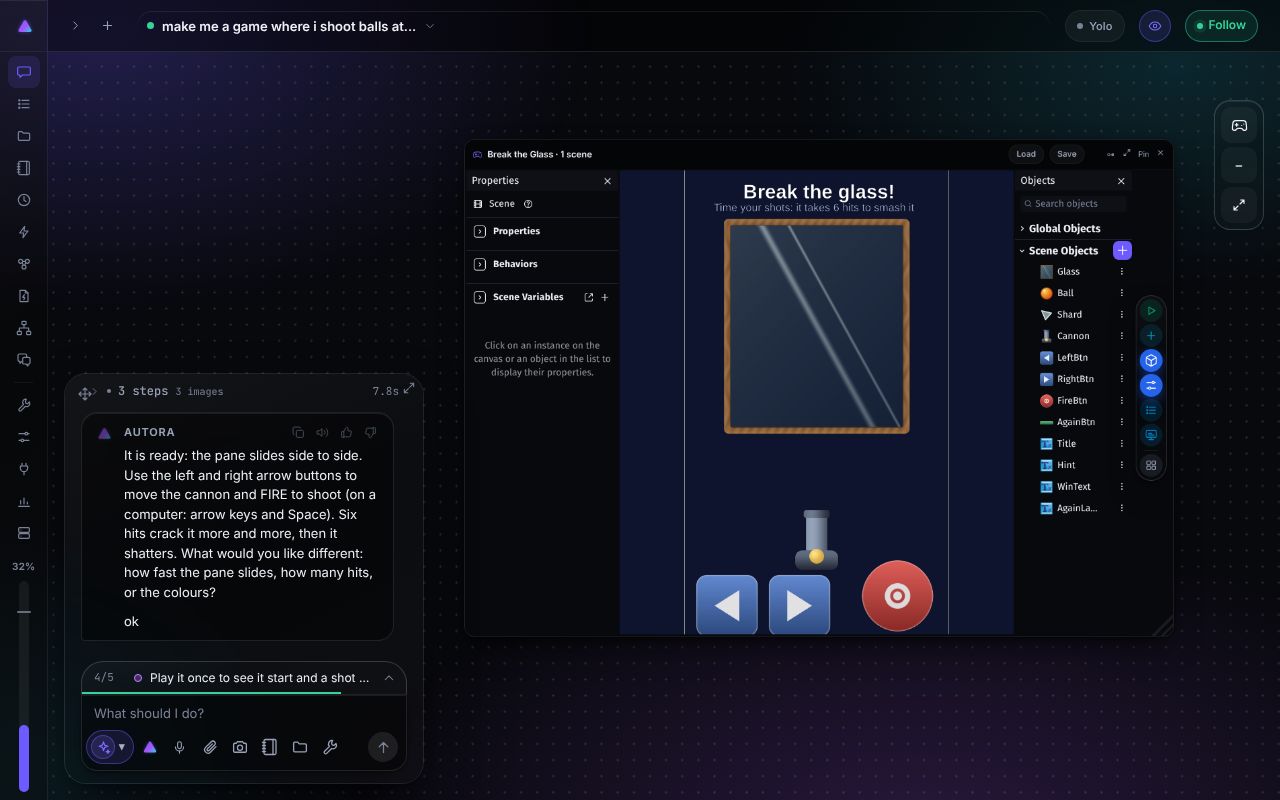 make me a game where i shoot balls at...
Yolo
Follow
Break the Glass · 1 scene
Load
Save
Pin
Properties
Scene
Properties
Behaviors
Scene Variables
Click on an instance on the
canvas or an object in the list to
display their properties.
Break the glass!
Time your shots: it takes 6 hits to smash it
Objects
Search objects
Global Objects
Scene Objects
Glass
Ball
Shard
Cannon
LeftBtn
RightBtn
FireBtn
AgainBtn
Title
Hint
WinText
AgainLa...
3 steps 3 images 7.8s
AUTORA
It is ready: the pane slides side to side.
Use the left and right arrow buttons to
move the cannon and FIRE to shoot (on a
computer: arrow keys and Space). Six
hits crack it more and more, then it
shatters. What would you like different:
how fast the pane slides, how many hits,
or the colours?
ok
4/5 Play it once to see it start and a shot ...
What should I do?
32%